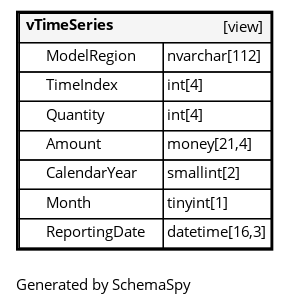 vTimeSeries [view]
ModelRegion nvarchar[112]
TimeIndex int[4]
Quantity int[4]
Amount money[21,4]
CalendarYear smallint[2]
Month tinyint[1]
ReportingDate datetime[16,3]
Generated by SchemaSpy